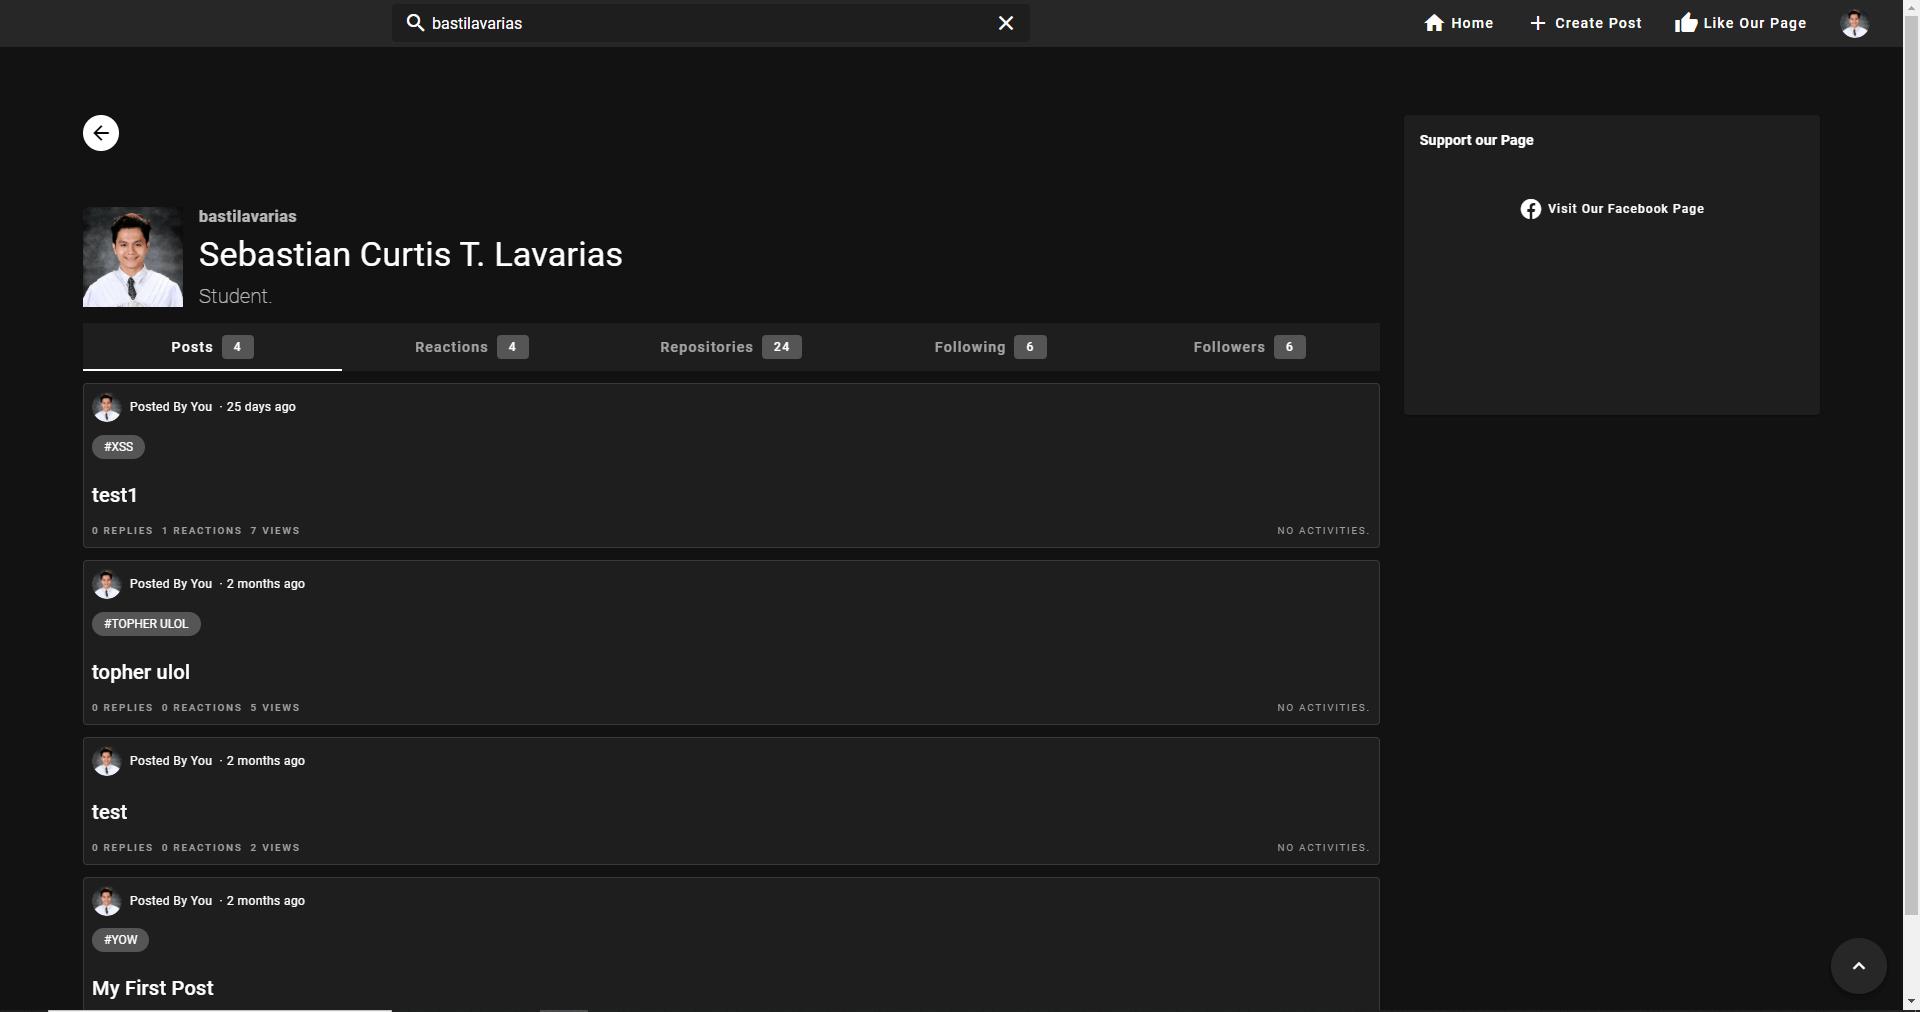 bastilavarias
Home
Create Post
Like Our Page
Support our Page
Visit Our Facebook Page
bastilavarias
Sebastian Curtis T. Lavarias
Student.
Posts 4
Reactions 4
Repositories 24
Following 6
Followers 6
Posted By You · 25 days ago
#XSS
test1
0 REPLIES 1 REACTIONS 7 VIEWS
NO ACTIVITIES.
Posted By You · 2 months ago
#TOPHER ULOL
topher ulol
0 REPLIES 0 REACTIONS 5 VIEWS
NO ACTIVITIES.
Posted By You · 2 months ago
test
0 REPLIES 0 REACTIONS 2 VIEWS
NO ACTIVITIES.
Posted By You · 2 months ago
#YOW
My First Post